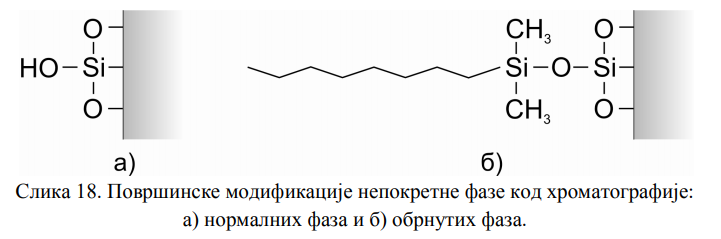 O CH₃ O
HO–Si– Si–O–Si–
O CH₃ O
а) б)
Слика 18. Површинске модификације непокретне фазе код хроматографије:
а) нормалних фаза и б) обрнутих фаза.